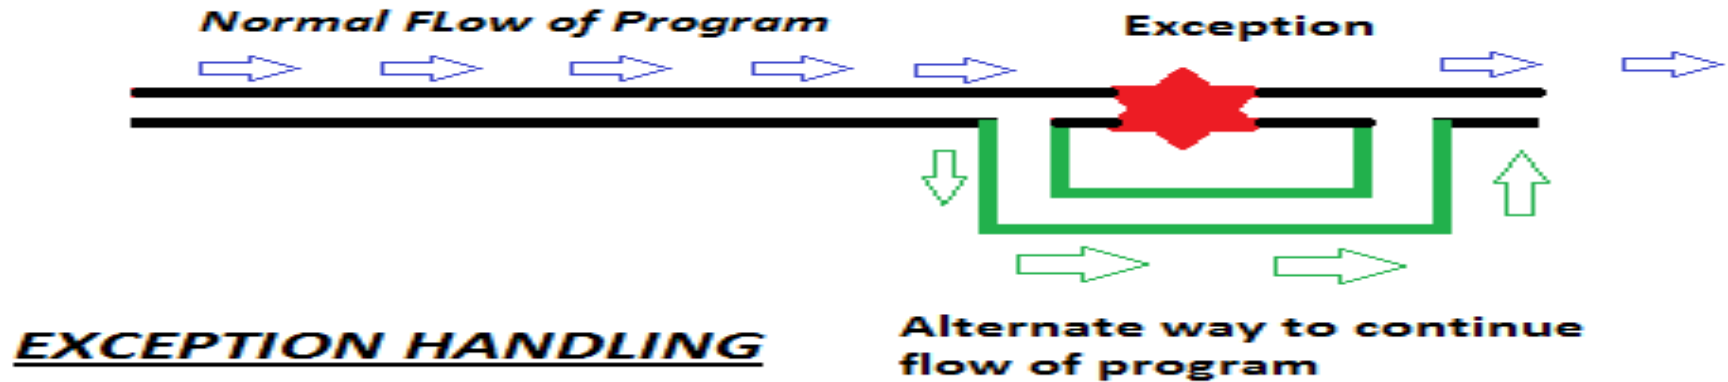 Normal FLow of Program
Exception
EXCEPTION HANDLING
Alternate way to continue
flow of program